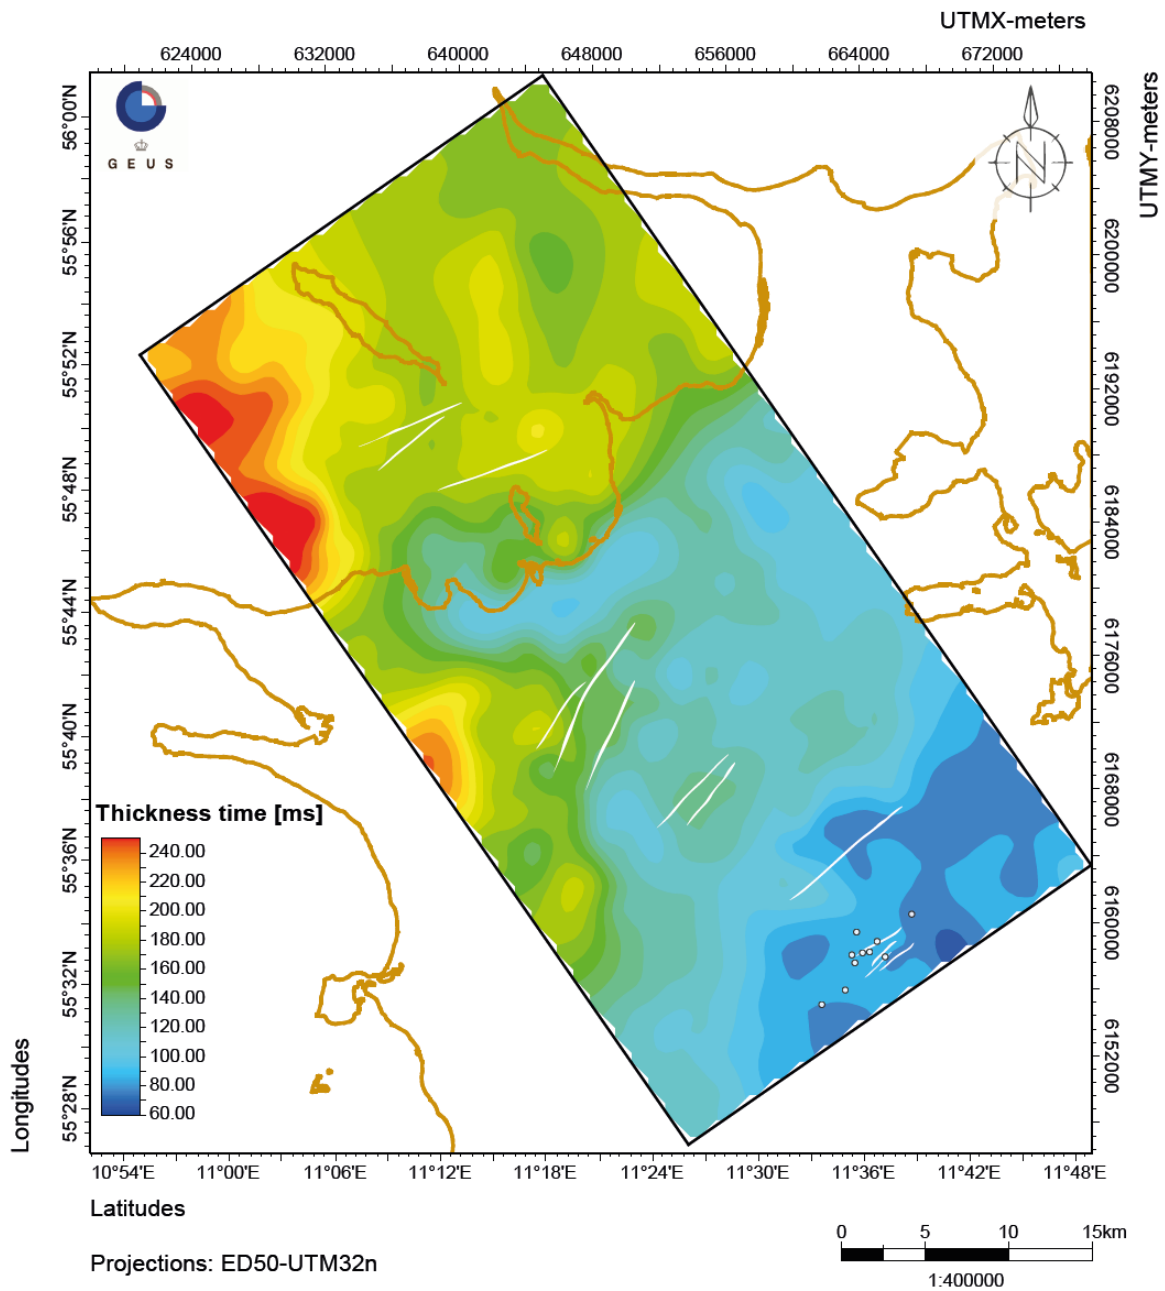 UTMX-meters
624000 632000 640000 648000 656000 664000 672000
GEUS
N
UTMY-meters
6208000
6200000
6192000
6184000
6176000
6168000
6160000
6152000
56°00'N
55°56'N
55°52'N
55°48'N
55°44'N
55°40'N
55°36'N
55°32'N
55°28'N
Longitudes
Thickness time [ms]
240.00
220.00
200.00
180.00
160.00
140.00
120.00
100.00
80.00
60.00
10°54'E 11°00'E 11°06'E 11°12'E 11°18'E 11°24'E 11°30'E 11°36'E 11°42'E 11°48'E
Latitudes
Projections: ED50-UTM32n
0 5 10 15km
1:400000